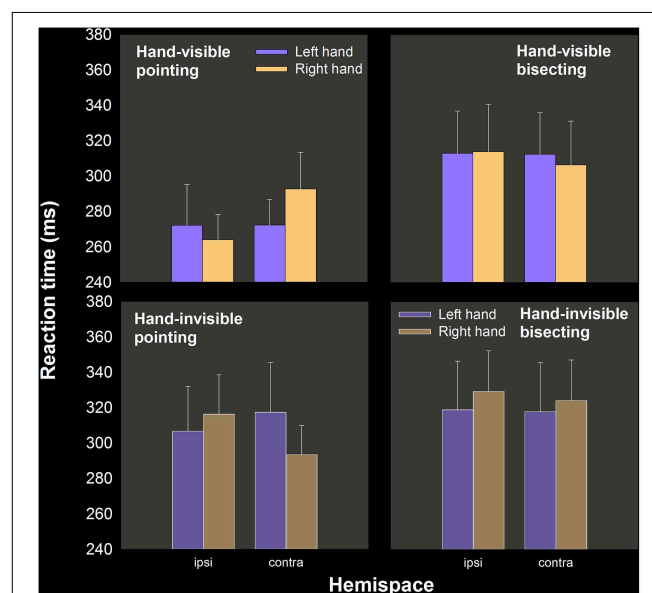 380
360
340
320
300
280
260
240
Hand-visible
pointing
Left hand
Right hand
Hand-visible
bisecting
380
360
340
320
300
280
260
240
Hand-invisible
pointing
Left hand
Right hand
Hand-invisible
bisecting
Reaction time (ms)
ipsi contra ipsi contra
Hemispace